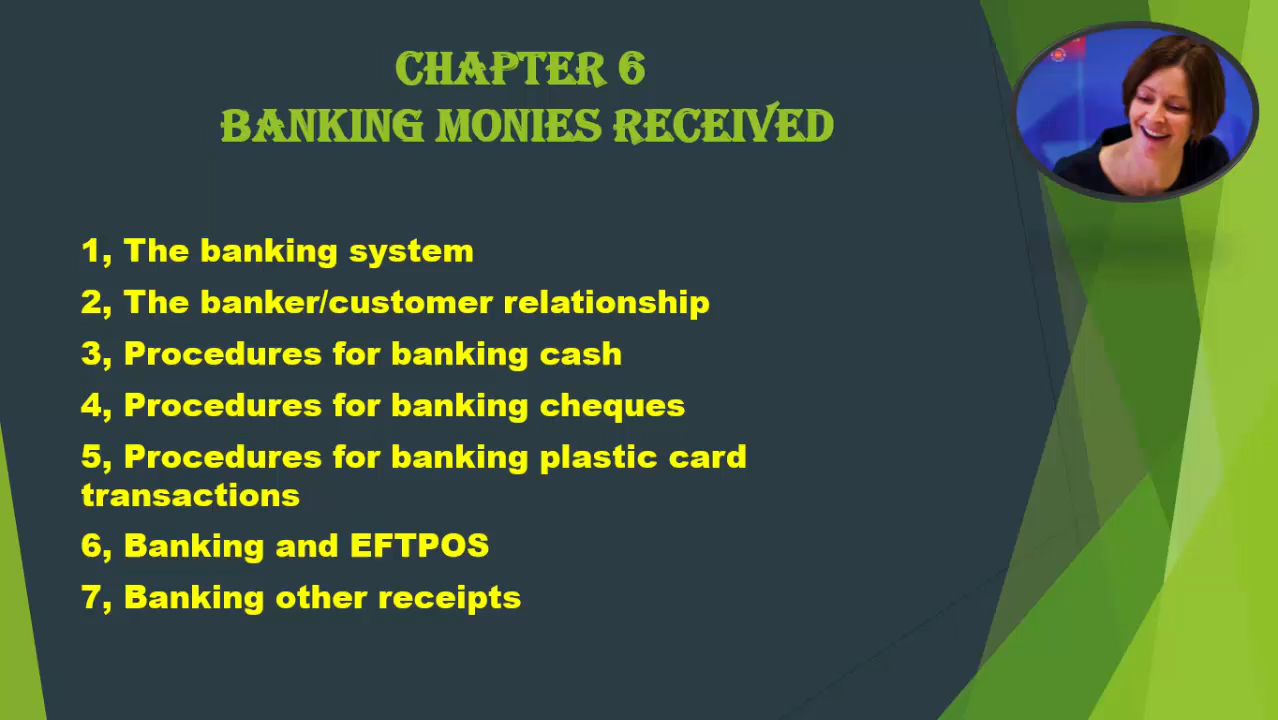 CHAPTER 6
BANKING MONIES RECEIVED
1, The banking system
2, The banker/customer relationship
3, Procedures for banking cash
4, Procedures for banking cheques
5, Procedures for banking plastic card
transactions
6, Banking and EFTPOS
7, Banking other receipts